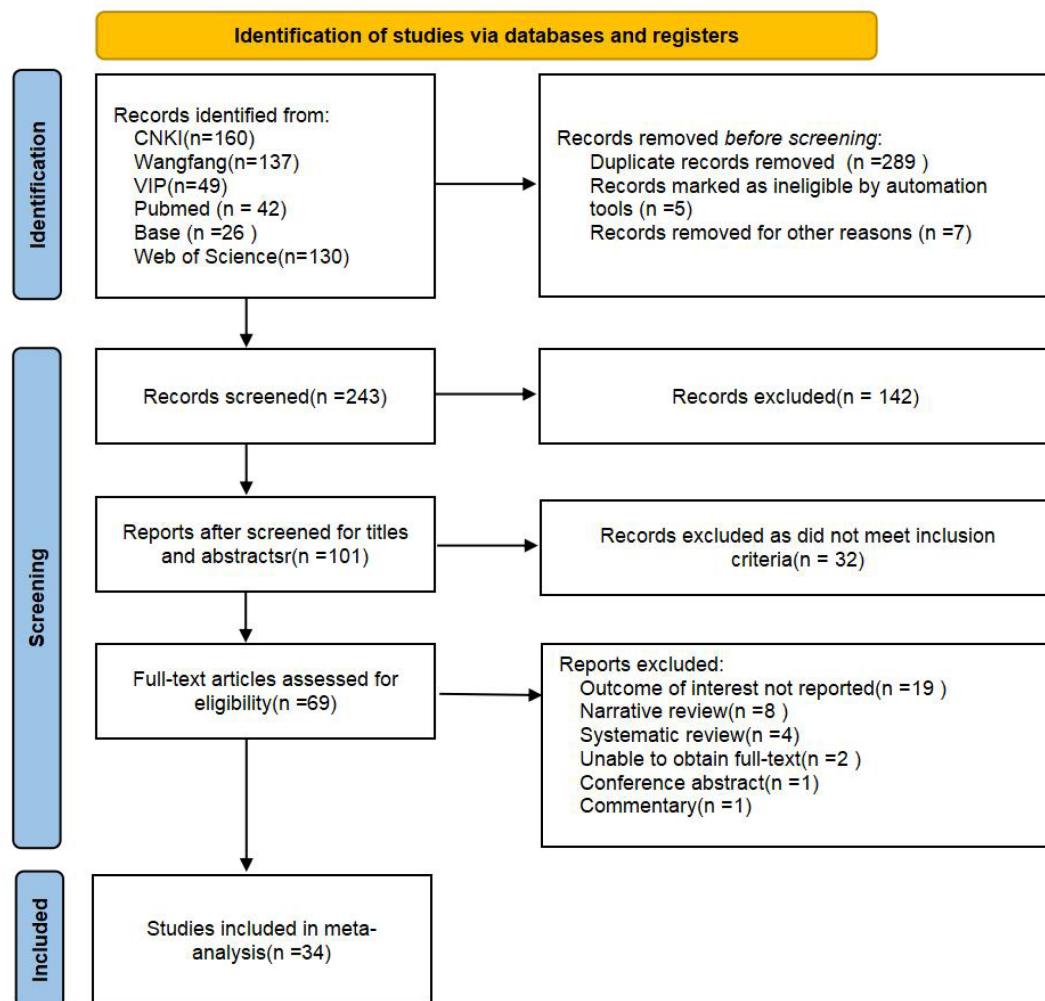 Identification of studies via databases and registers
Identification
Records identified from:
CNKI(n=160)
Wangfang(n=137)
VIP(n=49)
Pubmed (n = 42)
Base (n =26 )
Web of Science(n=130)
Records removed before screening:
Duplicate records removed (n =289 )
Records marked as ineligible by automation
tools (n =5)
Records removed for other reasons (n =7)
Screening
Records screened(n =243)
Records excluded(n = 142)
Reports after screened for titles
and abstractsr(n =101)
Records excluded as did not meet inclusion
criteria(n = 32)
Full-text articles assessed for
eligibility(n =69)
Reports excluded:
Outcome of interest not reported(n =19 )
Narrative review(n =8 )
Systematic review(n =4)
Unable to obtain full-text(n =2 )
Conference abstract(n =1)
Commentary(n =1)
Included
Studies included in meta-
analysis(n =34)